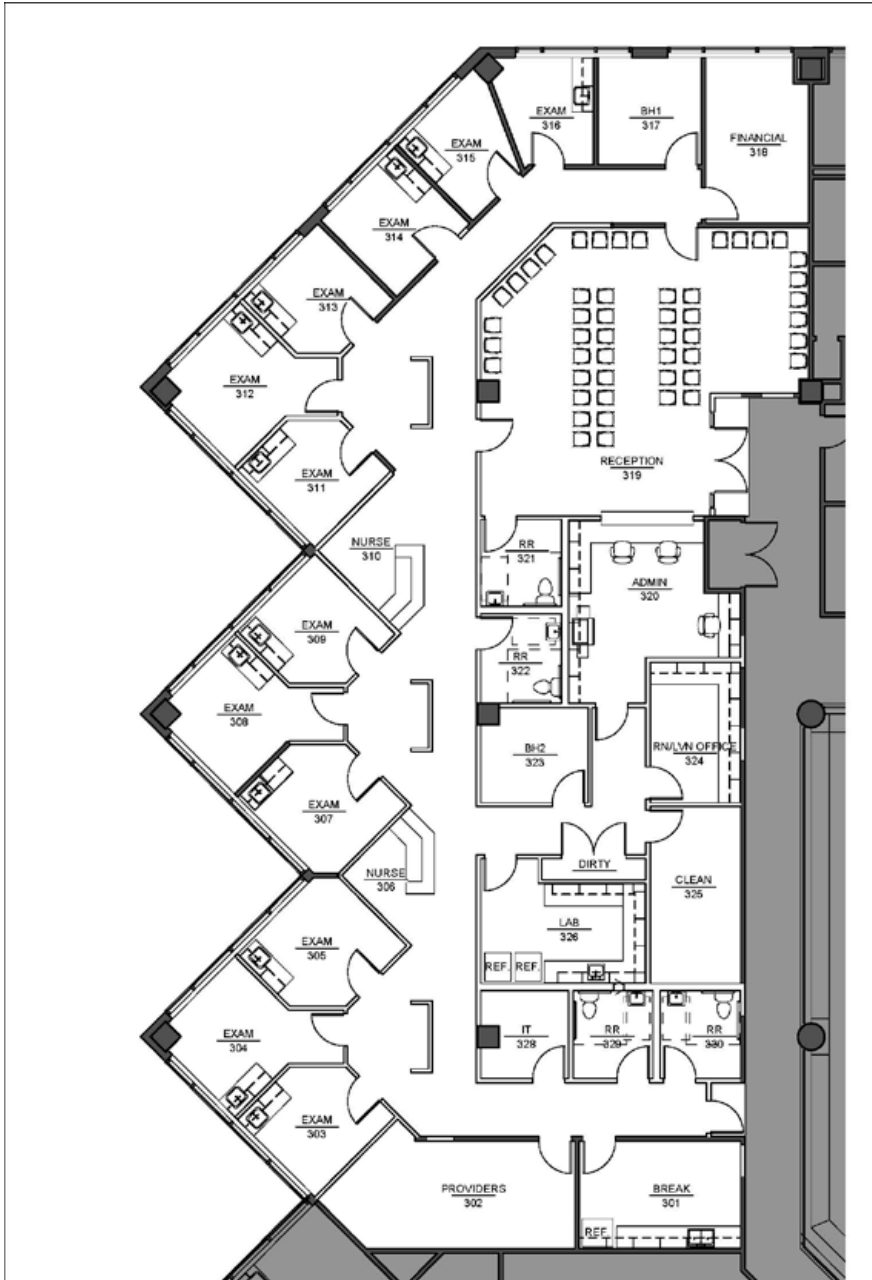 EXAM
316
BH1
317
FINANCIAL
318
EXAM
315
EXAM
314
EXAM
313
EXAM
312
EXAM
311
RECEPTION
319
NURSE
310
RR
321
ADMIN
320
EXAM
309
RR
322
EXAM
308
BH2
323
RN/LVN OFFICE
324
EXAM
307
NURSE
306
DIRTY
CLEAN
325
LAB
326
EXAM
305
REF.
REF.
EXAM
304
IT
328
RR
329
RR
330
EXAM
303
PROVIDERS
302
BREAK
301
REF.